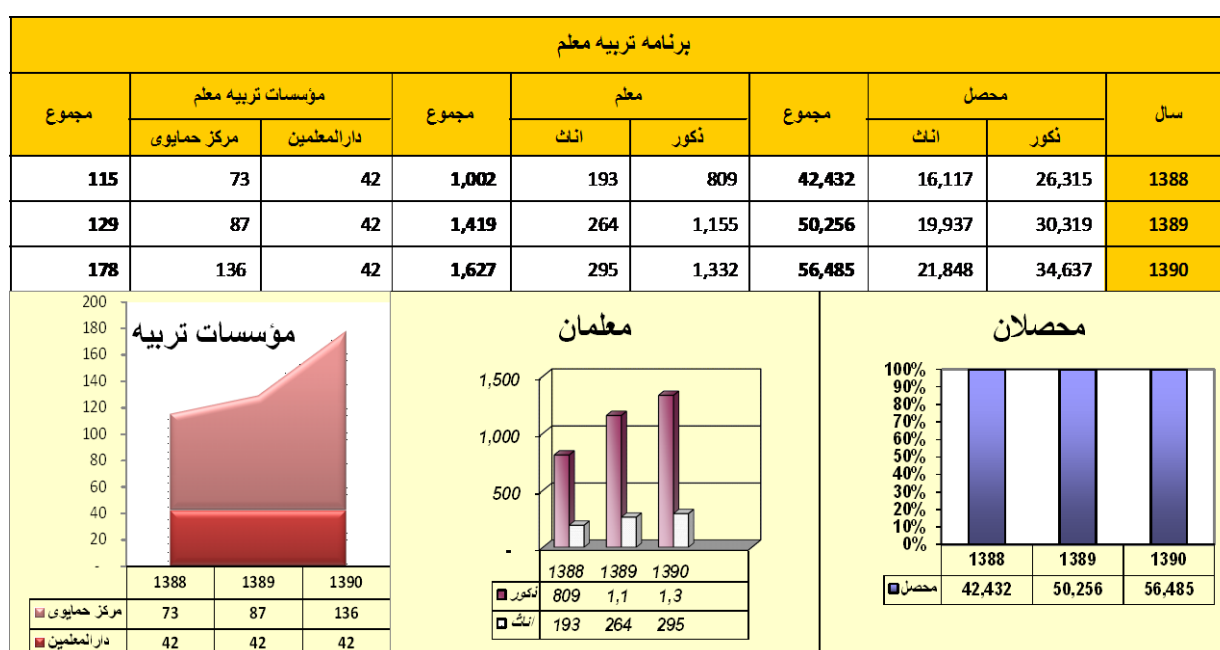 برنامه تربیه معلم
سال محصل مجموع معلم مجموع مؤسسات تربیه معلم مجموع
ذکور اناث ذکور اناث دارالمعلمین مرکز حمایوی
1388 26,315 16,117 42,432 809 193 1,002 42 73 115
1389 30,319 19,937 50,256 1,155 264 1,419 42 87 129
1390 34,637 21,848 56,485 1,332 295 1,627 42 136 178
محصلان
100%
90%
80%
70%
60%
50%
40%
30%
20%
10%
0%
1388 1389 1390
محصل 42,432 50,256 56,485
معلمان
1,500
1,000
500
-
1388 1389 1390
ذکور 809 1,1 1,3
اناث 193 264 295
مؤسسات تربیه
200
180
160
140
120
100
80
60
40
20
-
1388 1389 1390
مرکز حمایوی 73 87 136
دارالمعلمین 42 42 42